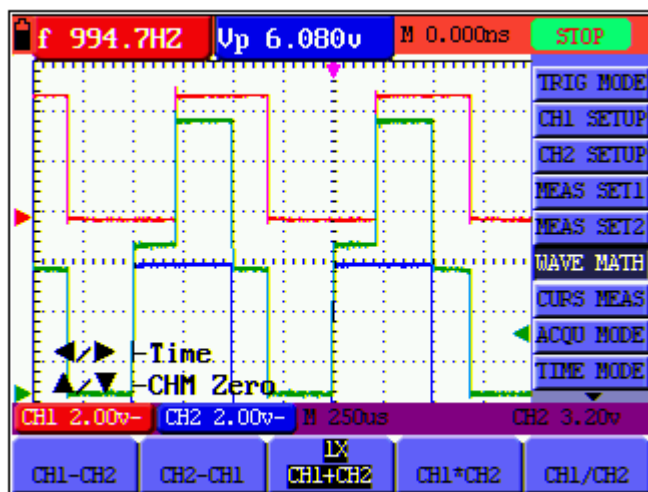 f 994.7HZ
Vp 6.080v
M 0.000ns
STOP
TRIG MODE
CH1 SETUP
CH2 SETUP
MEAS SET1
MEAS SET2
WAVE MATH
CURS MEAS
ACQU MODE
TIME MODE
◀/▶ -Time
▲/▼ -CHM Zero
CH1 2.00v-
CH2 2.00v-
M 250us
CH2 3.20v
CH1-CH2
CH2-CH1
1X
CH1+CH2
CH1*CH2
CH1/CH2